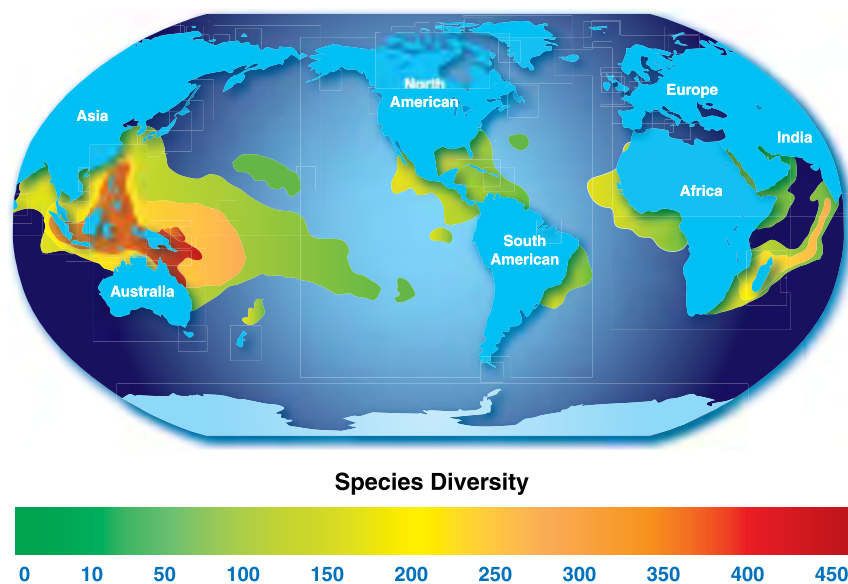 North
American
Europe
Asia
India
Africa
South
American
Australia
Species Diversity
0 10 50 100 150 200 250 300 350 400 450